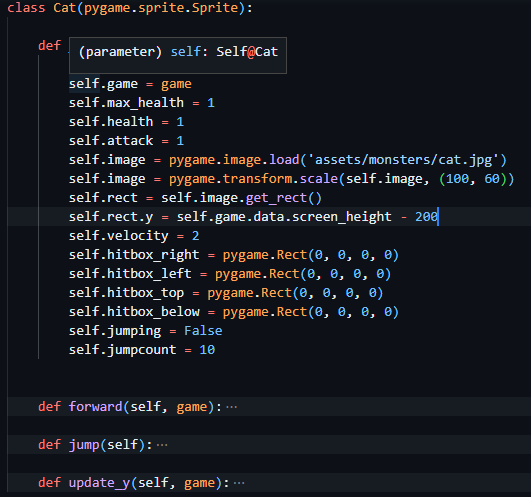 class Cat(pygame.sprite.Sprite):
def
(parameter) self: Self@Cat
self.game = game
self.max_health = 1
self.health = 1
self.attack = 1
self.image = pygame.image.load('assets/monsters/cat.jpg')
self.image = pygame.transform.scale(self.image, (100, 60))
self.rect = self.image.get_rect()
self.rect.y = self.game.data.screen_height - 200
self.velocity = 2
self.hitbox_right = pygame.Rect(0, 0, 0, 0)
self.hitbox_left = pygame.Rect(0, 0, 0, 0)
self.hitbox_top = pygame.Rect(0, 0, 0, 0)
self.hitbox_below = pygame.Rect(0, 0, 0, 0)
self.jumping = False
self.jumpcount = 10
def forward(self, game): ···
def jump(self): ···
def update_y(self, game): ···